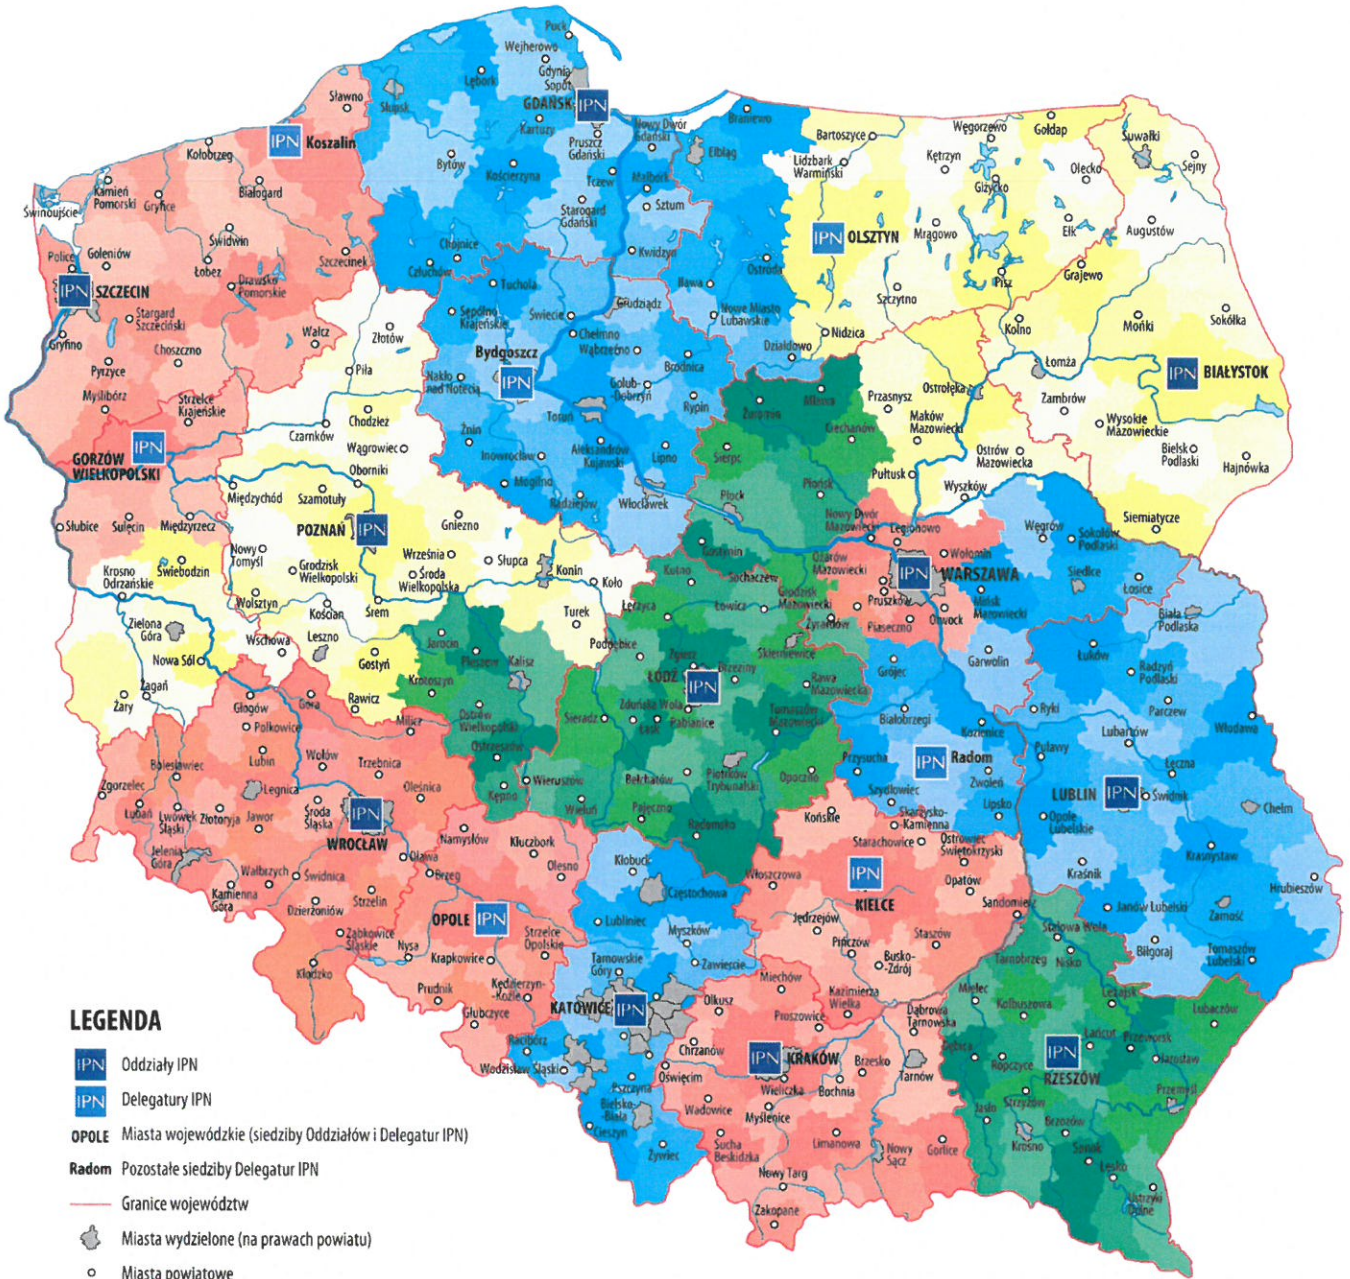 Puck
Wejherowo
Gdynia
Sopot
Lębork
Słupsk
GDAŃSK
IPN
Sławno
IPN
Koszalin
Kołobrzeg
Kartuzy
Pruszcz
Gdański
Nowy Dwór
Gdański
Elbląg
Braniewo
Bartoszyce
Węgorzewo
Gołdap
Suwałki
Sejny
Lidzbark
Warmiński
Kętrzyn
Giżycko
Olecko
Kamień
Pomorski
Gryfice
Białogard
Bytów
Kościerzyna
Tczew
Malbork
Sztum
Starogard
Gdański
Świnoujście
Świdwin
Police
Goleniów
Łobez
Szczecinek
Chojnice
Człuchów
Kwidzyn
Iława
Ostróda
IPN
OLSZTYN
Mrągowo
Ełk
Augustów
IPN
SZCZECIN
Drawsko
Pomorskie
Tuchola
Sępólno
Krajeńskie
Świecie
Grudziądz
Nowe Miasto
Lubawskie
Szczytno
Pisz
Grajewo
Stargard
Szczeciński
Gryfino
Choszczno
Wałcz
Złotów
Chełmno
Wąbrzeźno
Brodnica
Działdowo
Nidzica
Kolno
Mońki
Sokółka
Pyrzyce
Piła
Bydgoszcz
IPN
Nakło
nad Notecią
Golub-
Dobrzyń
Rypin
Łomża
IPN
BIAŁYSTOK
Myślibórz
Strzelce
Krajeńskie
Chodzież
Czarnków
Wągrowiec
Toruń
Żuromin
Mława
Przasnysz
Ostrołęka
Zambrów
Wysokie
Mazowieckie
IPN
GORZÓW
WIELKOPOLSKI
Żnin
Inowrocław
Aleksandrów
Kujawski
Lipno
Sierpc
Ciechanów
Maków
Mazowiecki
Ostrów
Mazowiecka
Bielsk
Podlaski
Hajnówka
Oborniki
Mogilno
Radziejów
Włocławek
Płock
Płońsk
Pułtusk
Wyszków
Międzychód
Szamotuły
Słubice
Sulęcin
Międzyrzecz
POZNAŃ
IPN
Gniezno
Nowy Dwór
Mazowiecki
Legionowo
Węgrów
Sokołów
Podlaski
Siemiatycze
Krosno
Odrzańskie
Świebodzin
Nowy
Tomyśl
Grodzisk
Wielkopolski
Września
Środa
Wielkopolska
Słupca
Konin
Koło
Gostynin
Kutno
Sochaczew
Ożarów
Mazowiecki
Wołomin
IPN
WARSZAWA
Siedlce
Łosice
Mińsk
Mazowiecki
Wolsztyn
Kościan
Śrem
Turek
Łęczyca
Łowicz
Grodzisk
Mazowiecki
Pruszków
Otwock
Piaseczno
Żyrardów
Biała
Podlaska
Zielona
Góra
Wschowa
Leszno
Jarocin
Pleszew
Kalisz
Poddębice
Zgierz
Brzeziny
Skierniewice
Nowa Sól
Gostyń
Krotoszyn
ŁÓDŹ
IPN
Rawa
Mazowiecka
Grójec
Garwolin
Łuków
Radzyń
Podlaski
Żary
Żagań
Głogów
Góra
Rawicz
Milicz
Ostrów
Wielkopolski
Sieradz
Zduńska Wola
Łask
Pabianice
Tomaszów
Mazowiecki
Białobrzegi
Kozienice
Ryki
Parczew
Włodawa
Polkowice
Lubin
Wołów
Trzebnica
Ostrzeszów
Wieruszów
Bełchatów
Piotrków
Trybunalski
Opoczno
Przysucha
IPN
Radom
Zwoleń
Puławy
Lubartów
Łęczna
Bolesławiec
Zgorzelec
Lubań
Lwówek
Śląski
Złotoryja
Legnica
Jawor
Środa
Śląska
IPN
WROCŁAW
Oleśnica
Kępno
Wieluń
Pajęczno
Radomsko
Szydłowiec
Lipsko
LUBLIN
IPN
Świdnik
Chełm
Końskie
Skarżysko-
Kamienna
Starachowice
Ostrowiec
Świętokrzyski
Opole
Lubelskie
Krasnystaw
Jelenia
Góra
Kamienna
Góra
Wałbrzych
Świdnica
Oława
Brzeg
Namysłów
Kluczbork
Olesno
Kłobuck
Częstochowa
Włoszczowa
IPN
KIELCE
Opatów
Sandomierz
Kraśnik
Janów Lubelski
Hrubieszów
Zamość
Dzierżoniów
Strzelin
OPOLE
IPN
Strzelce
Opolskie
Lubliniec
Myszków
Zawiercie
Jędrzejów
Pińczów
Staszów
Busko-
-Zdrój
Stalowa Wola
Tarnobrzeg
Nisko
Biłgoraj
Tomaszów
Lubelski
Ząbkowice
Śląskie
Nysa
Krapkowice
Kłodzko
Prudnik
Kędzierzyn-
-Koźle
Głubczyce
Tarnowskie
Góry
KATOWICE
IPN
Olkusz
Miechów
Proszowice
Kazimierza
Wielka
Dąbrowa
Tarnowska
Mielec
Kolbuszowa
Leżajsk
Lubaczów
Racibórz
Wodzisław Śląski
Chrzanów
Oświęcim
IPN
KRAKÓW
Wieliczka
Brzesko
Bochnia
Tarnów
Dębica
Ropczyce
IPN
RZESZÓW
Łańcut
Przeworsk
Jarosław
Przemyśl
Pszczyna
Bielsko
-Biała
Cieszyn
Żywiec
Wadowice
Myślenice
Sucha
Beskidzka
Limanowa
Nowy
Sącz
Gorlice
Jasło
Strzyżów
Krosno
Brzozów
Sanok
Lesko
Ustrzyki
Dolne
Nowy Targ
Zakopane
LEGENDA
IPN Oddziały IPN
IPN Delegatury IPN
OPOLE Miasta wojewódzkie (siedziby Oddziałów i Delegatur IPN)
Radom Pozostałe siedziby Delegatur IPN
Granice województw
Miasta wydzielone (na prawach powiatu)
Miasta powiatowe